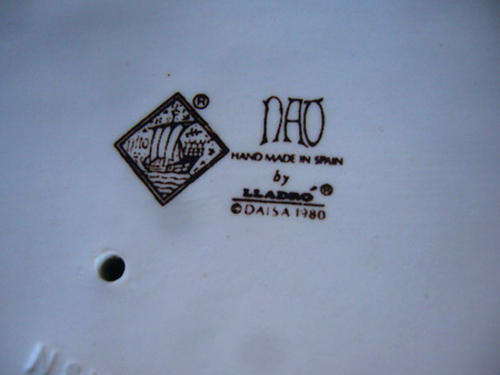 ®
NAO
HAND MADE IN SPAIN
by
LLADRÓ ®
© DAISA 1980